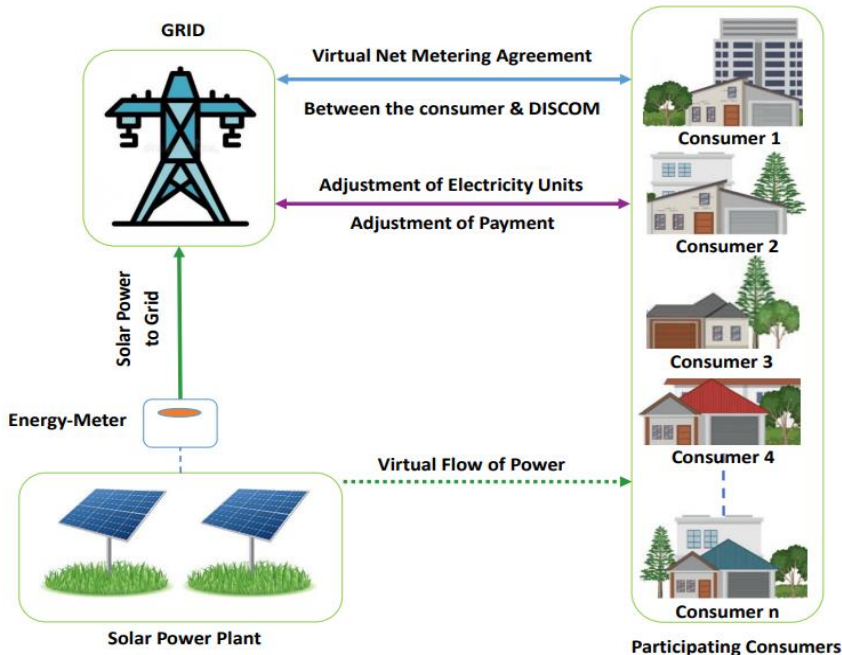 GRID
Virtual Net Metering Agreement
Between the consumer & DISCOM
Consumer 1
Adjustment of Electricity Units
Adjustment of Payment
Consumer 2
Solar Power
to Grid
Consumer 3
Energy-Meter
Consumer 4
Virtual Flow of Power
Consumer n
Solar Power Plant
Participating Consumers